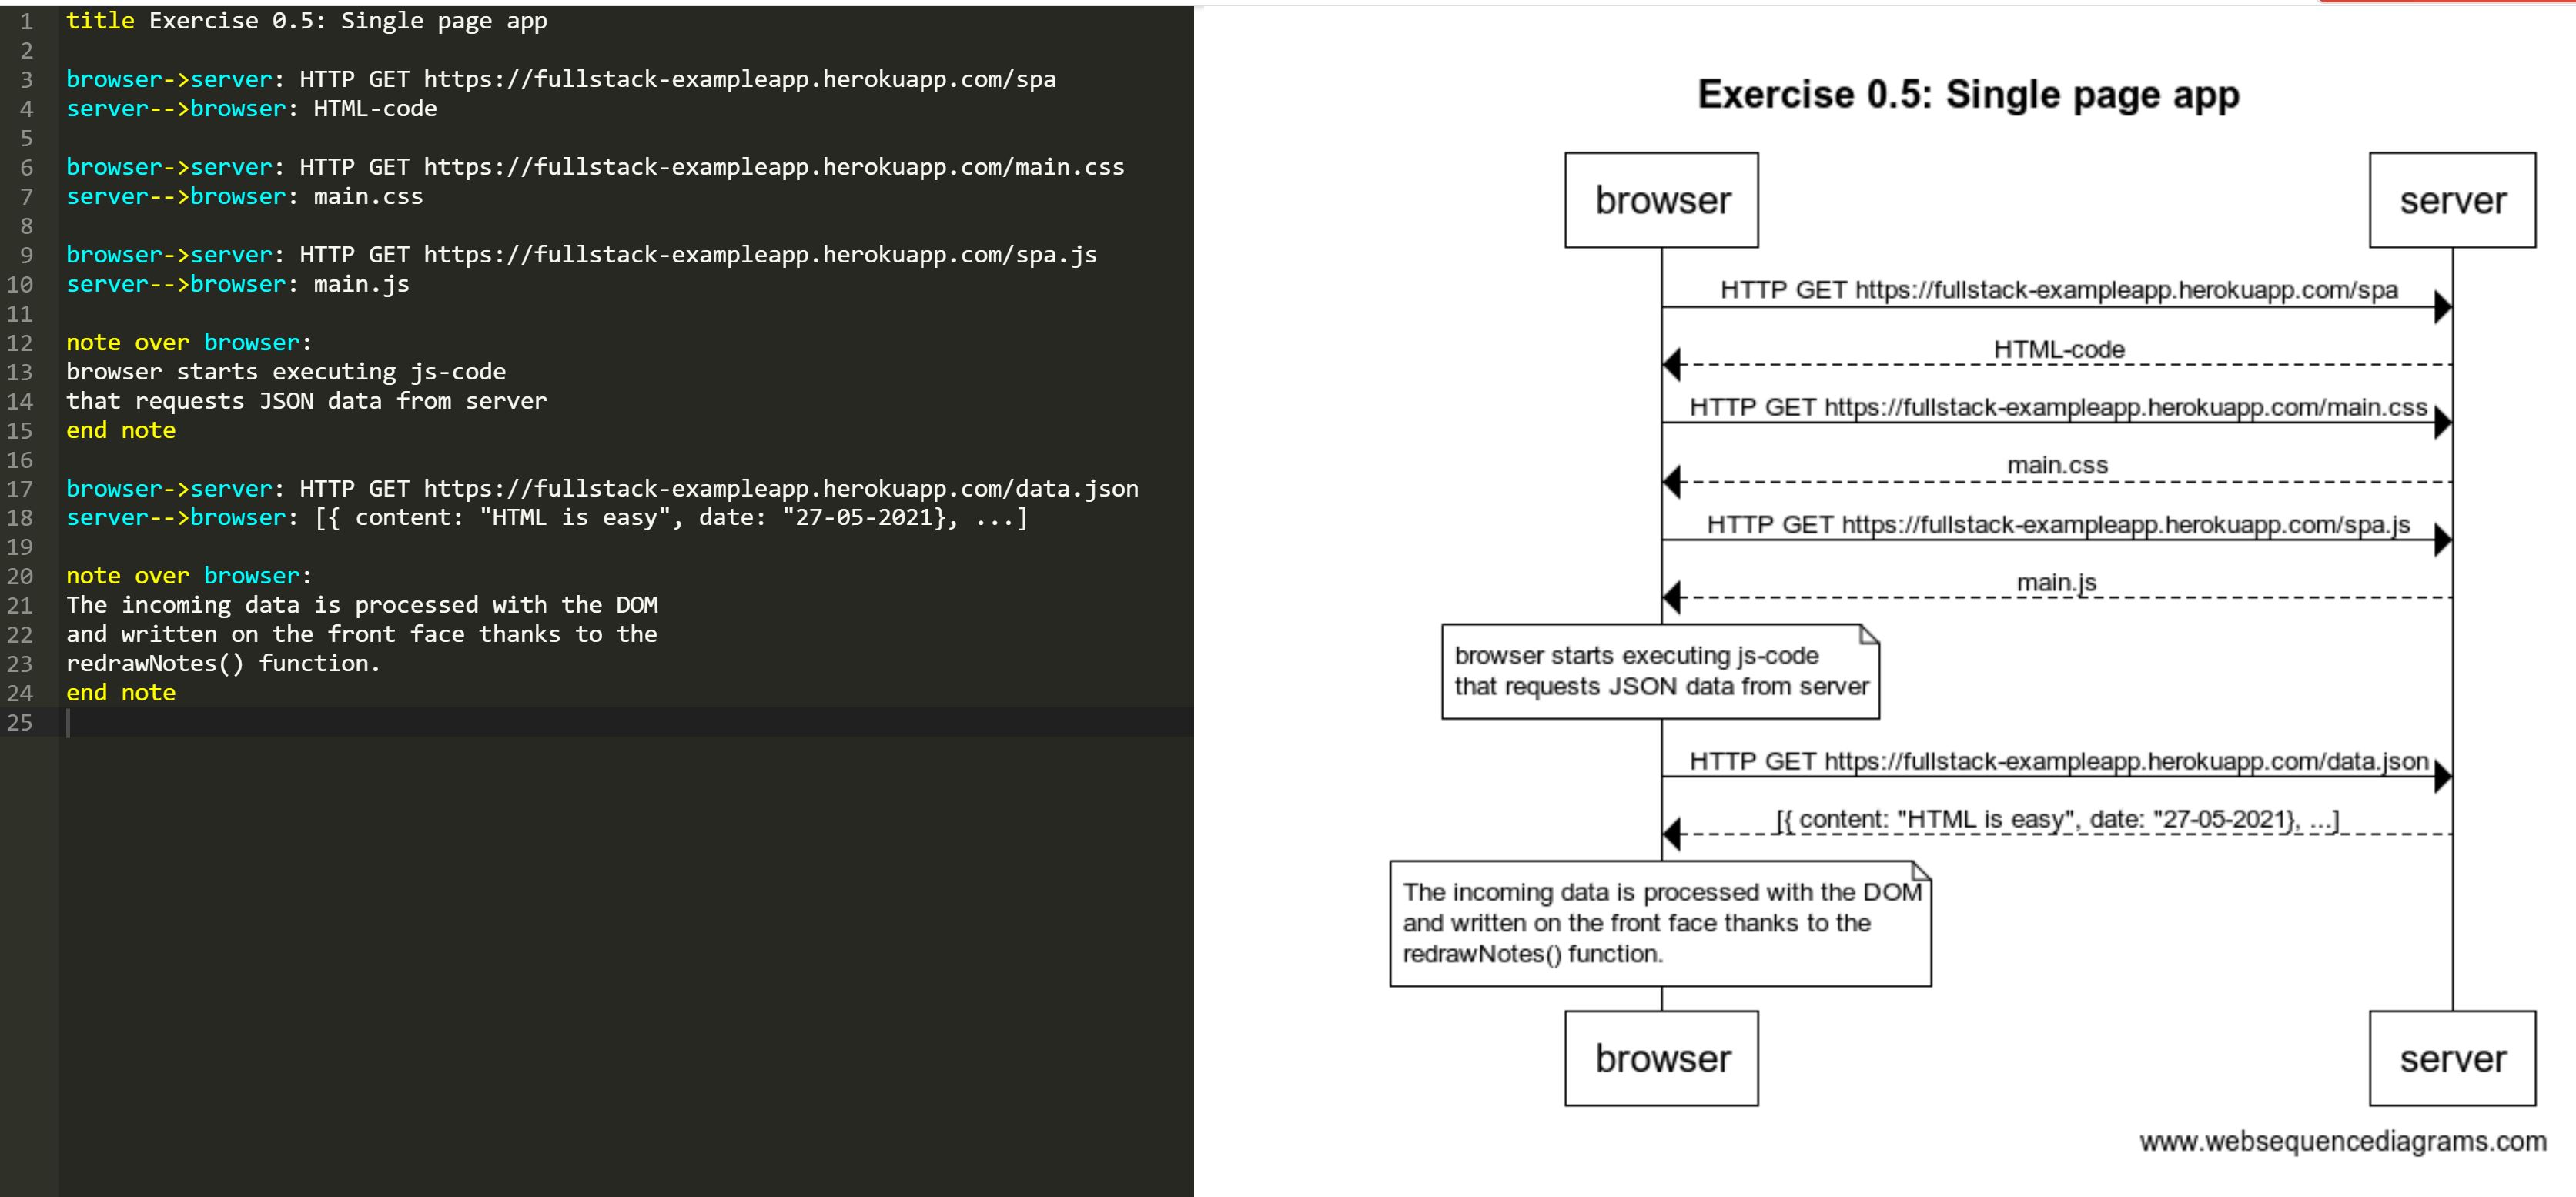 1 title Exercise 0.5: Single page app
2
3 browser->server: HTTP GET https://fullstack-exampleapp.herokuapp.com/spa
4 server-->browser: HTML-code
5
6 browser->server: HTTP GET https://fullstack-exampleapp.herokuapp.com/main.css
7 server-->browser: main.css
8
9 browser->server: HTTP GET https://fullstack-exampleapp.herokuapp.com/spa.js
10 server-->browser: main.js
11
12 note over browser:
13 browser starts executing js-code
14 that requests JSON data from server
15 end note
16
17 browser->server: HTTP GET https://fullstack-exampleapp.herokuapp.com/data.json
18 server-->browser: [{ content: "HTML is easy", date: "27-05-2021}, ...]
19
20 note over browser:
21 The incoming data is processed with the DOM
22 and written on the front face thanks to the
23 redrawNotes() function.
24 end note
25
Exercise 0.5: Single page app
browser server
HTTP GET https://fullstack-exampleapp.herokuapp.com/spa
HTML-code
HTTP GET https://fullstack-exampleapp.herokuapp.com/main.css
main.css
HTTP GET https://fullstack-exampleapp.herokuapp.com/spa.js
main.js
browser starts executing js-code
that requests JSON data from server
HTTP GET https://fullstack-exampleapp.herokuapp.com/data.json
[{ content: "HTML is easy", date: "27-05-2021}, ...]
The incoming data is processed with the DOM
and written on the front face thanks to the
redrawNotes() function.
browser server
www.websequencediagrams.com